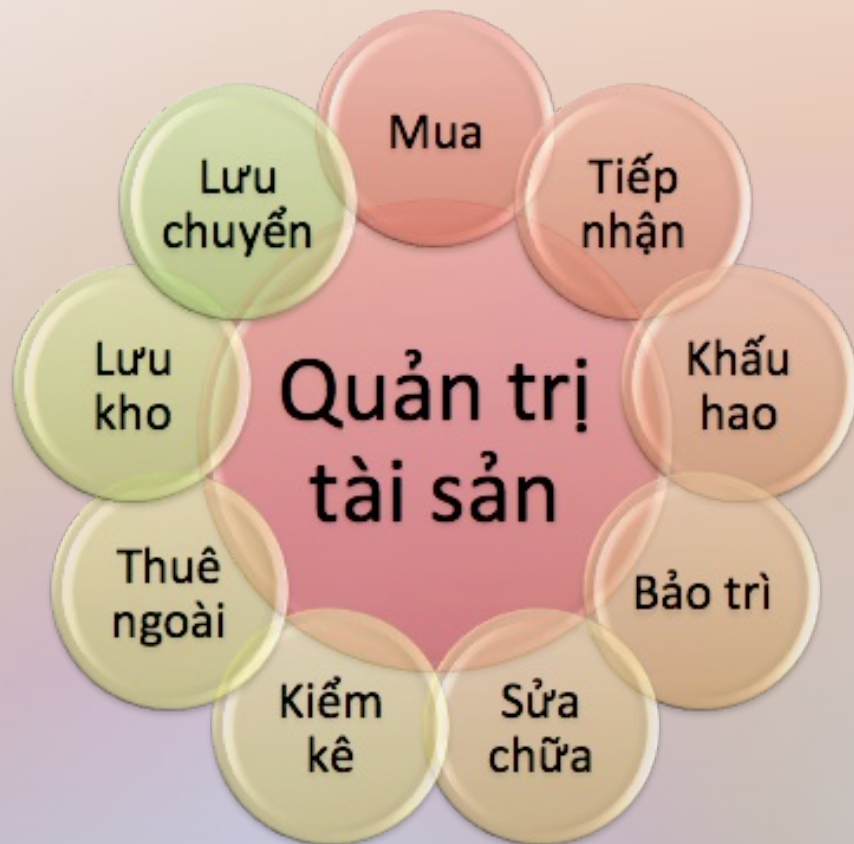 Quản trị
tài sản
Mua
Tiếp
nhận
Khấu
hao
Bảo trì
Sửa
chữa
Kiểm
kê
Thuê
ngoài
Lưu
kho
Lưu
chuyển